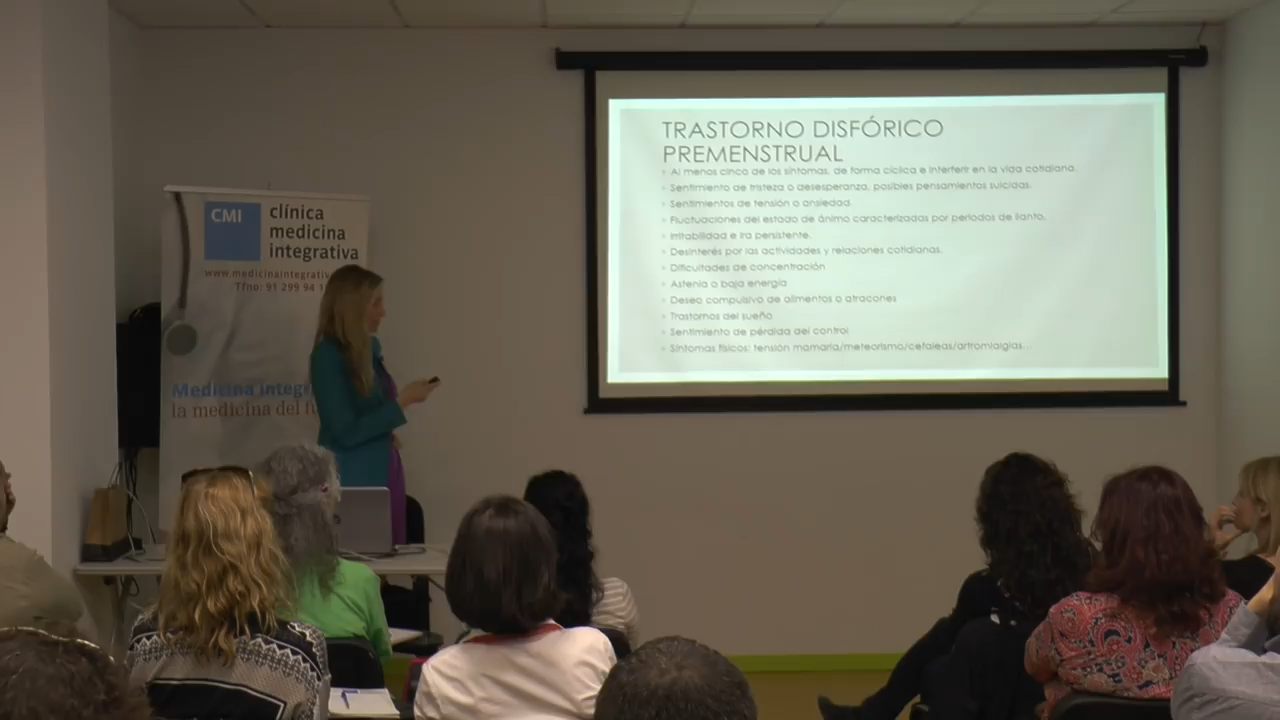 CMI
clínica
medicina
integrativa
www.medicinaintegrativ
Tfno: 91 299 94 1
Medicina integr
la medicina del f
TRASTORNO DISFÓRICO
PREMENSTRUAL
Al menos cinco de los síntomas, de forma cíclica e interferir en la vida cotidiana.
Sentimiento de tristeza o desesperanza, posibles pensamientos suicidas.
Sentimientos de tensión o ansiedad.
Fluctuaciones del estado de ánimo caracterizadas por periodos de llanto.
Irritabilidad e ira persistente.
Desinterés por las actividades y relaciones cotidianas.
Dificultades de concentración
Astenia o baja energía
Deseo compulsivo de alimentos o atracones
Trastornos del sueño
Sentimiento de pérdida del control
Síntomas físicos: tensión mamaria/meteorismo/cefaleas/artromialgias...